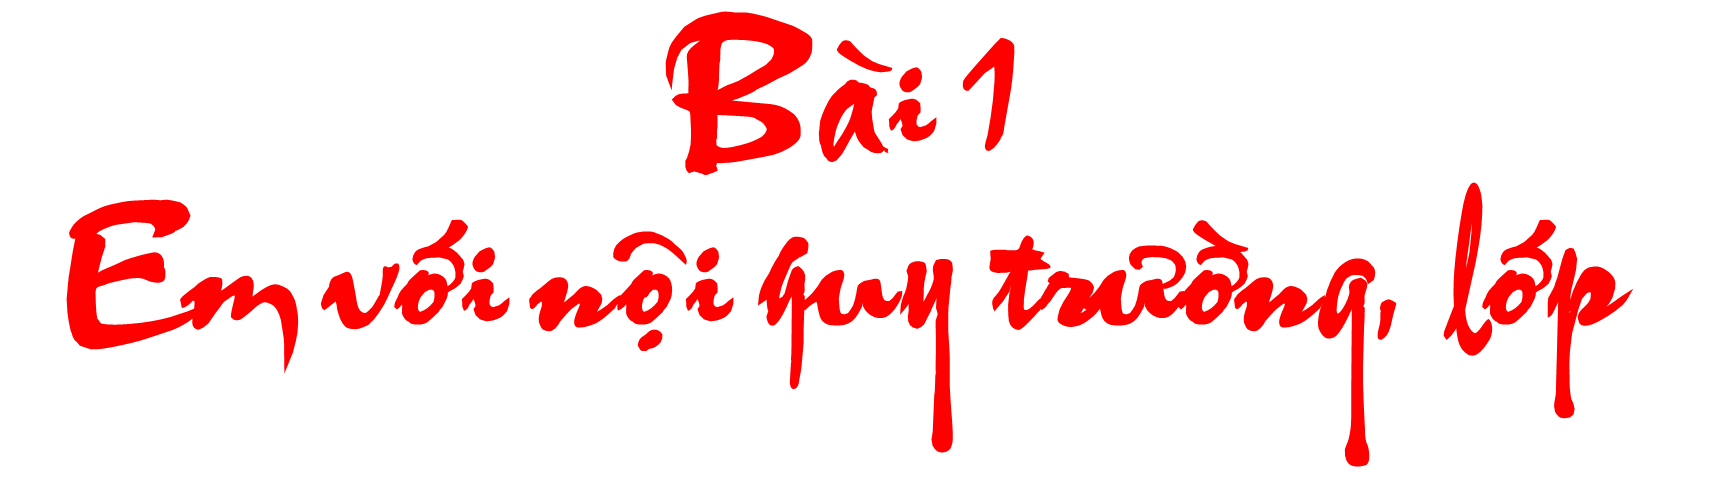 Bài 1
Em với nội quy trường, lớp